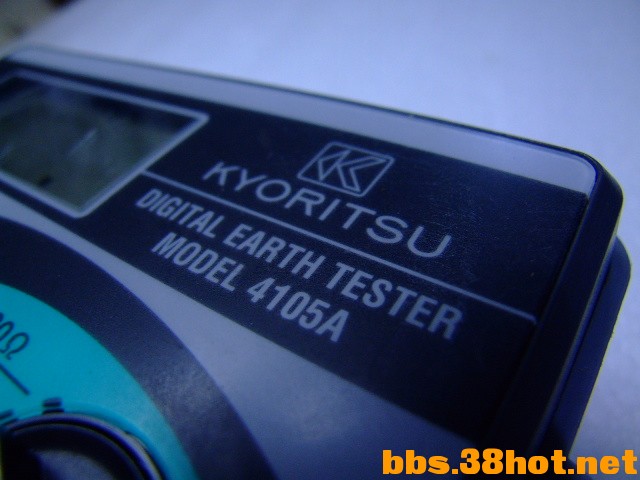 KYORITSU
DIGITAL EARTH TESTER
MODEL 4105A
bbs.38hot.net